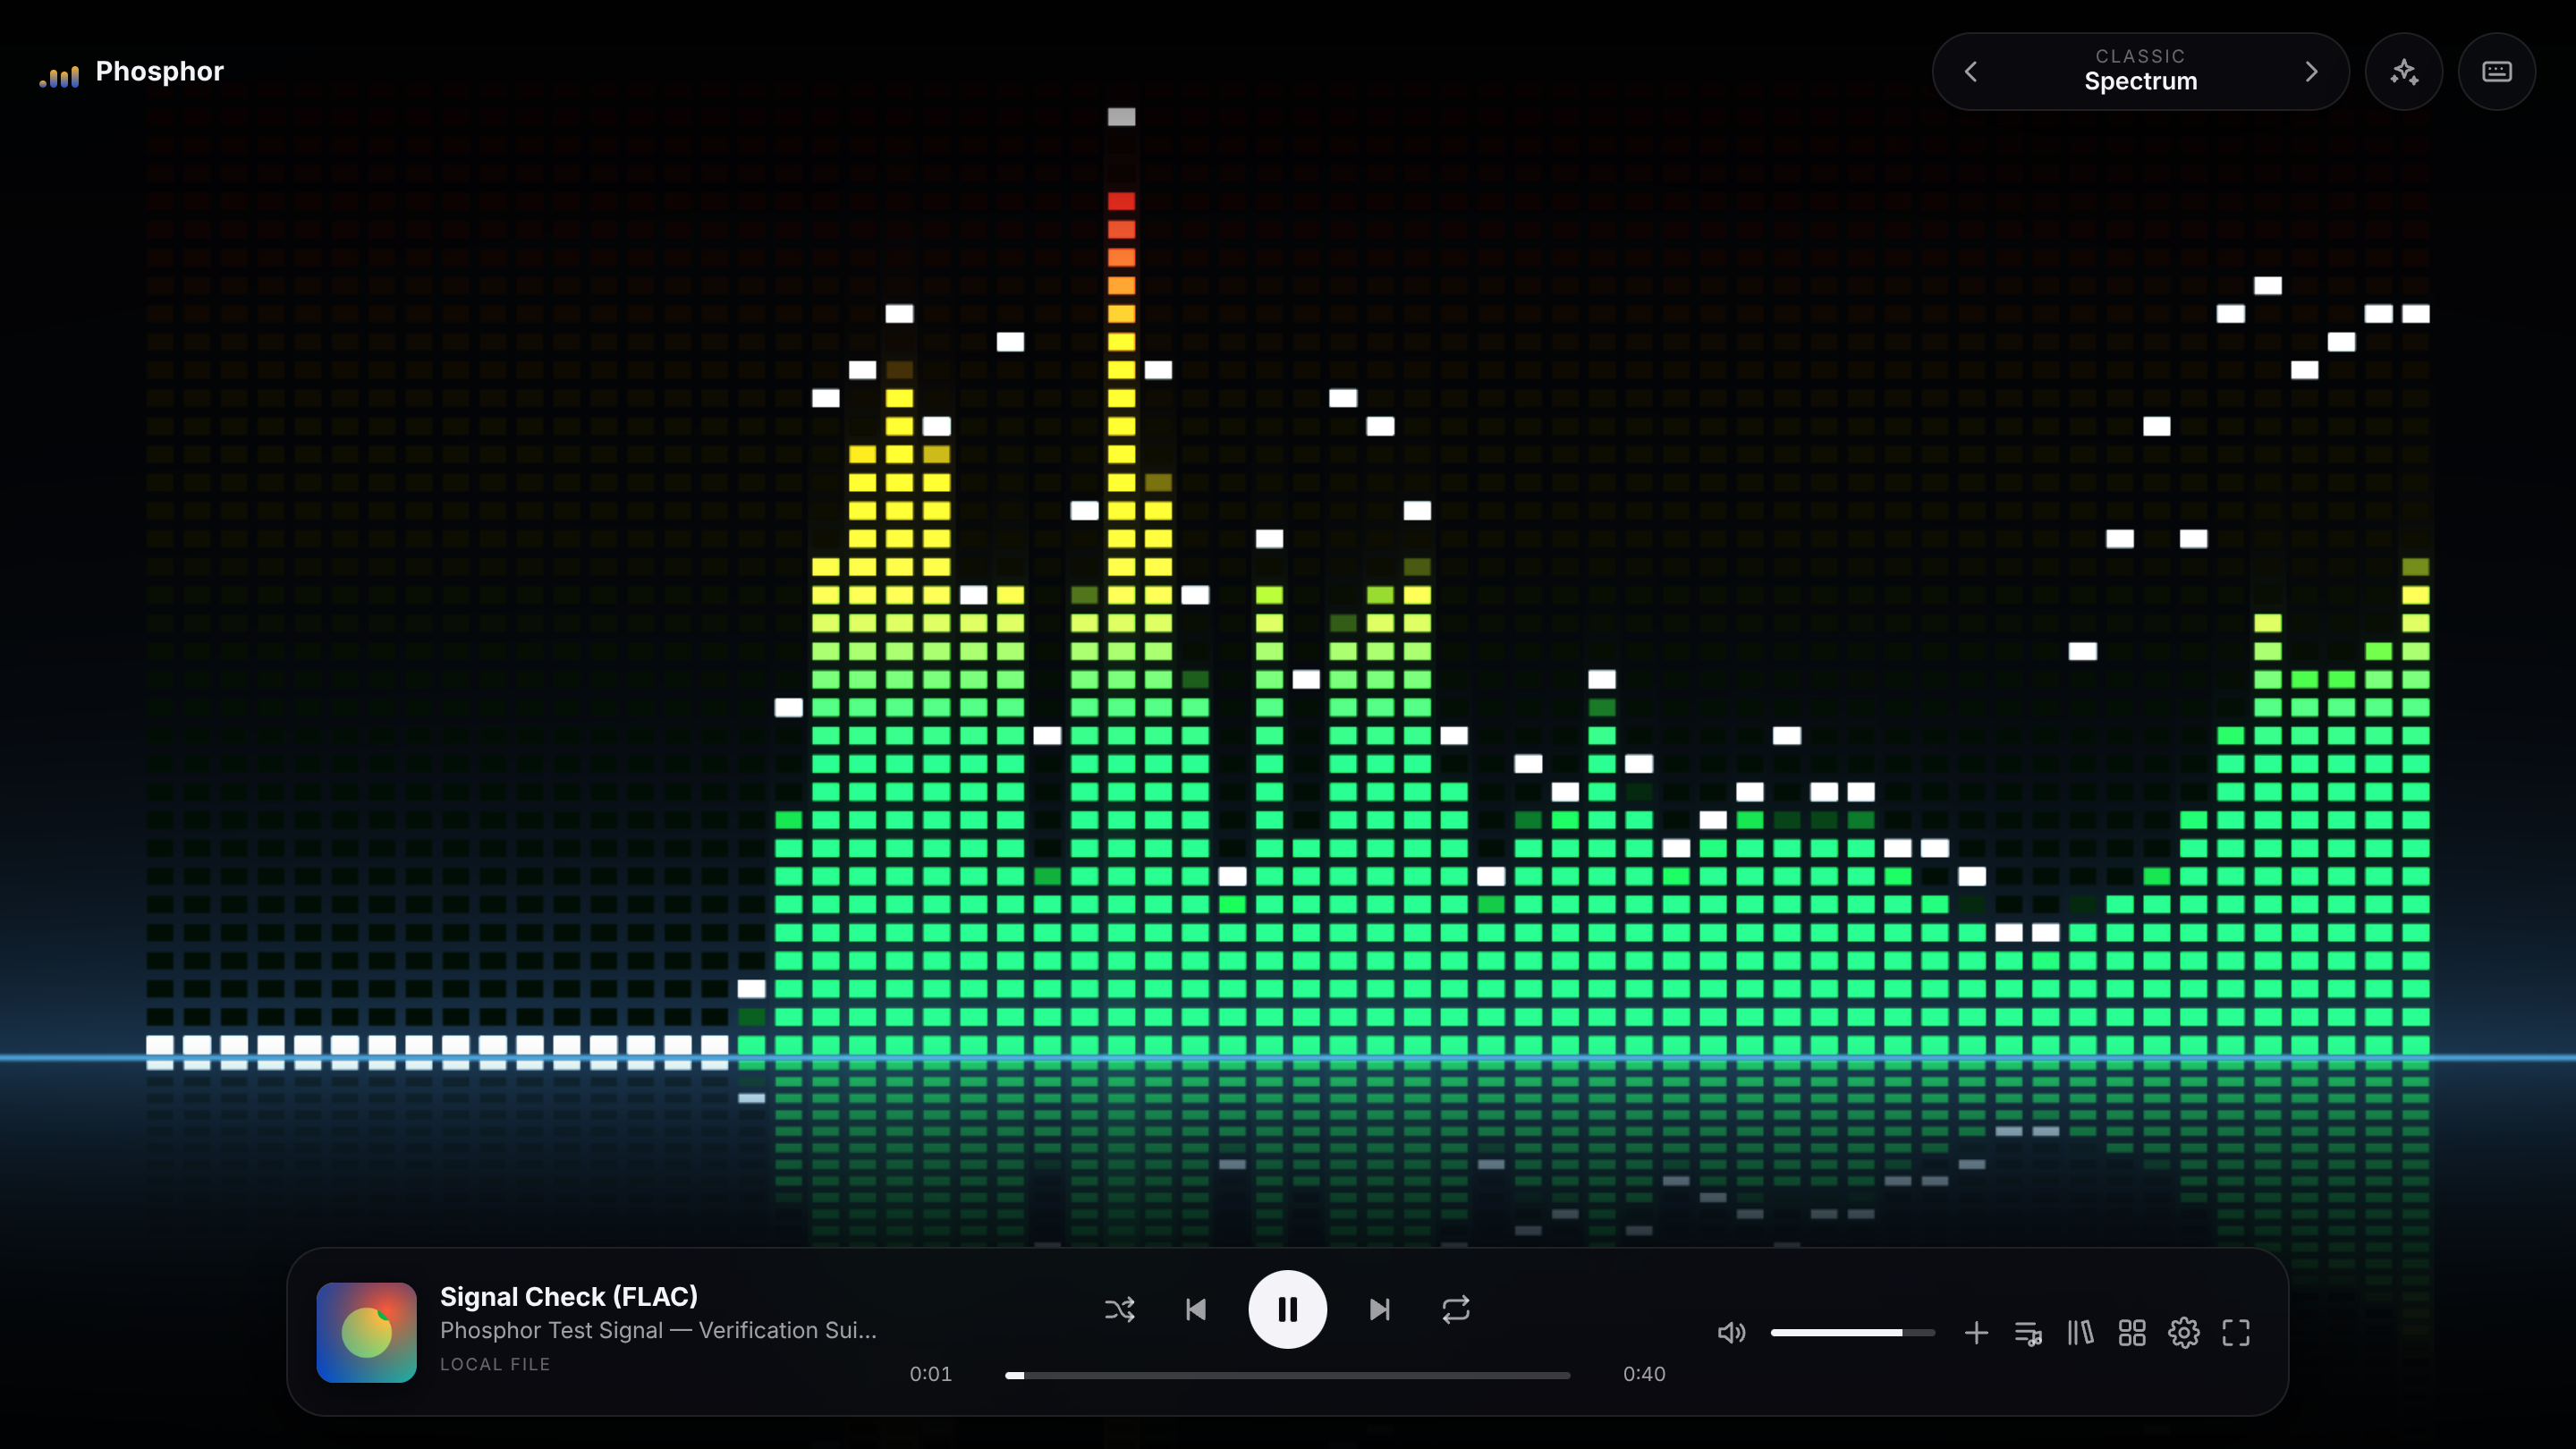 Phosphor
CLASSIC
Spectrum
Signal Check (FLAC)
Phosphor Test Signal — Verification Sui...
LOCAL FILE
0:01
0:40